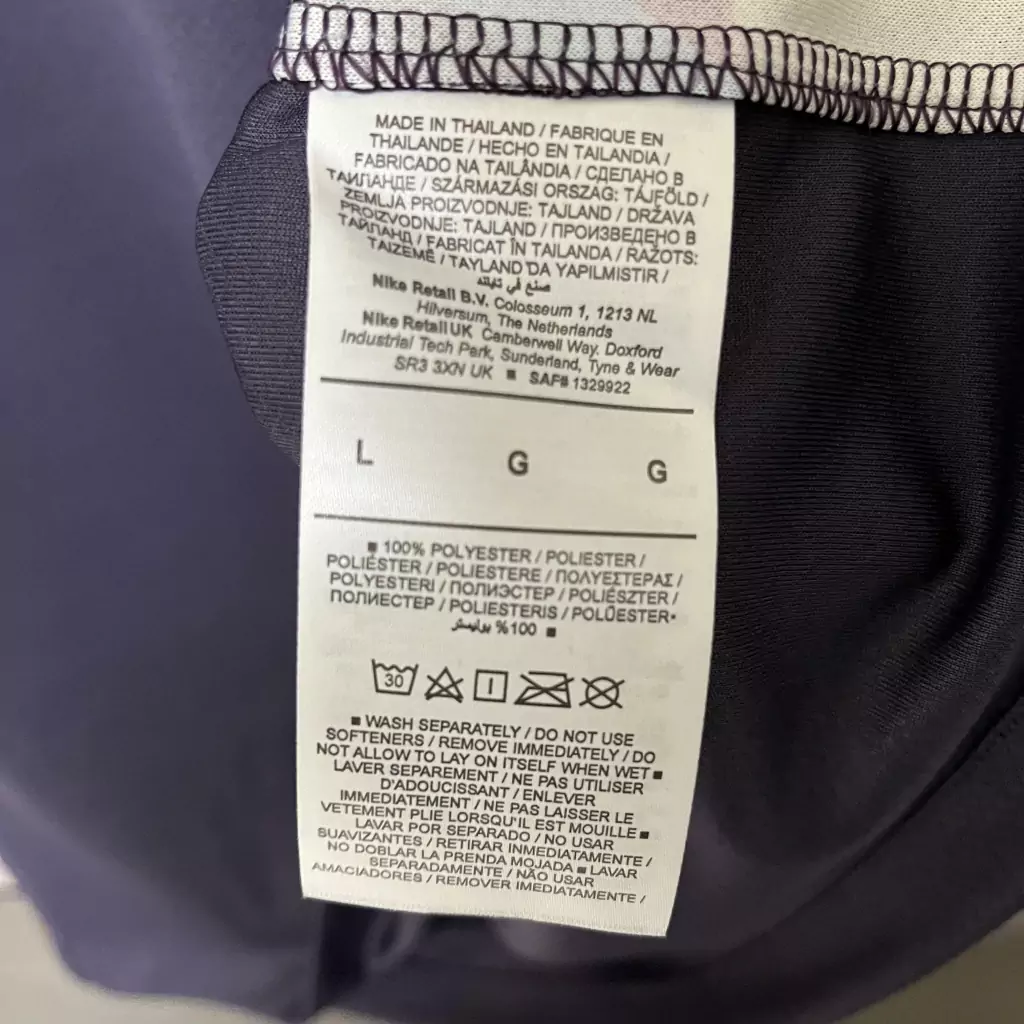 MADE IN THAILAND / FABRIQUE EN
THAILANDE / HECHO EN TAILANDIA /
FABRICADO NA TAILÂNDIA / СДЕЛАНО В
ТАИЛАНДЕ / SZÁRMAZÁSI ORSZÁG: TÁJFÖLD /
ZEMLJA PROIZVODNJE: TAJLAND / DRŽAVA
PROIZVODNJE: TAJLAND / ПРОИЗВЕДЕНО В
ТАЙЛАНД / FABRICAT ÎN TAILANDA / RAŽOTS:
TAIZEMĒ / TAYLAND'DA YAPILMISTIR /
صنع في تايلند
Nike Retail B.V. Colosseum 1, 1213 NL
Hilversum, The Netherlands
Nike Retail UK Camberwell Way, Doxford
Industrial Tech Park, Sunderland, Tyne & Wear
SR3 3XN UK ■ SAF# 1329922
L G G
■ 100% POLYESTER / POLIESTER /
POLIÉSTER / POLIESTERE / ΠΟΛΥΕΣΤΕΡΑΣ /
POLYESTERI / ПОЛИЭСТЕР / POLIÉSZTER /
ПОЛИЕСТЕР / POLIESTERIS / POLÜESTER■
100% بوليستر ■
30
■ WASH SEPARATELY / DO NOT USE
SOFTENERS / REMOVE IMMEDIATELY / DO
NOT ALLOW TO LAY ON ITSELF WHEN WET ■
LAVER SEPAREMENT / NE PAS UTILISER
D'ADOUCISSANT / ENLEVER
IMMEDIATEMENT / NE PAS LAISSER LE
VETEMENT PLIE LORSQU'IL EST MOUILLE ■
LAVAR POR SEPARADO / NO USAR
SUAVIZANTES / RETIRAR INMEDIATAMENTE /
NO DOBLAR LA PRENDA MOJADA ■ LAVAR
SEPARADAMENTE / NÃO USAR
AMACIADORES / REMOVER IMEDIATAMENTE /